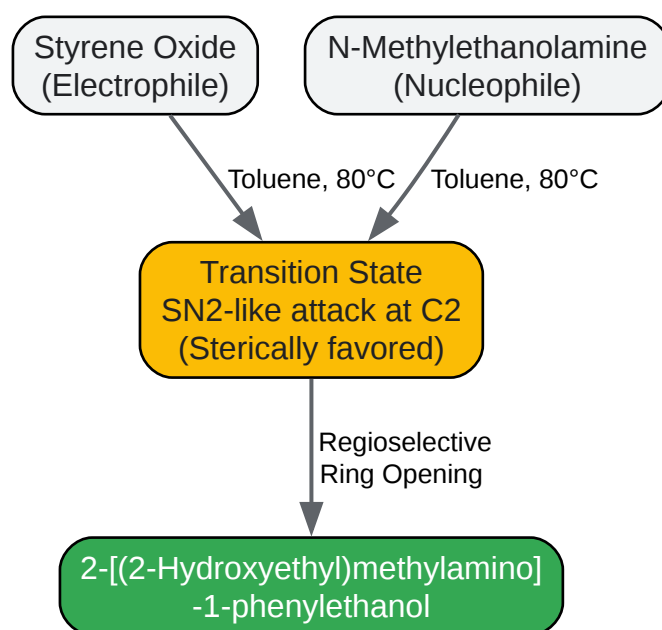 Styrene Oxide
(Electrophile)
N-Methylethanolamine
(Nucleophile)
Toluene, 80°C
Toluene, 80°C
Transition State
SN2-like attack at C2
(Sterically favored)
Regioselective
Ring Opening
2-[(2-Hydroxyethyl)methylamino]
-1-phenylethanol